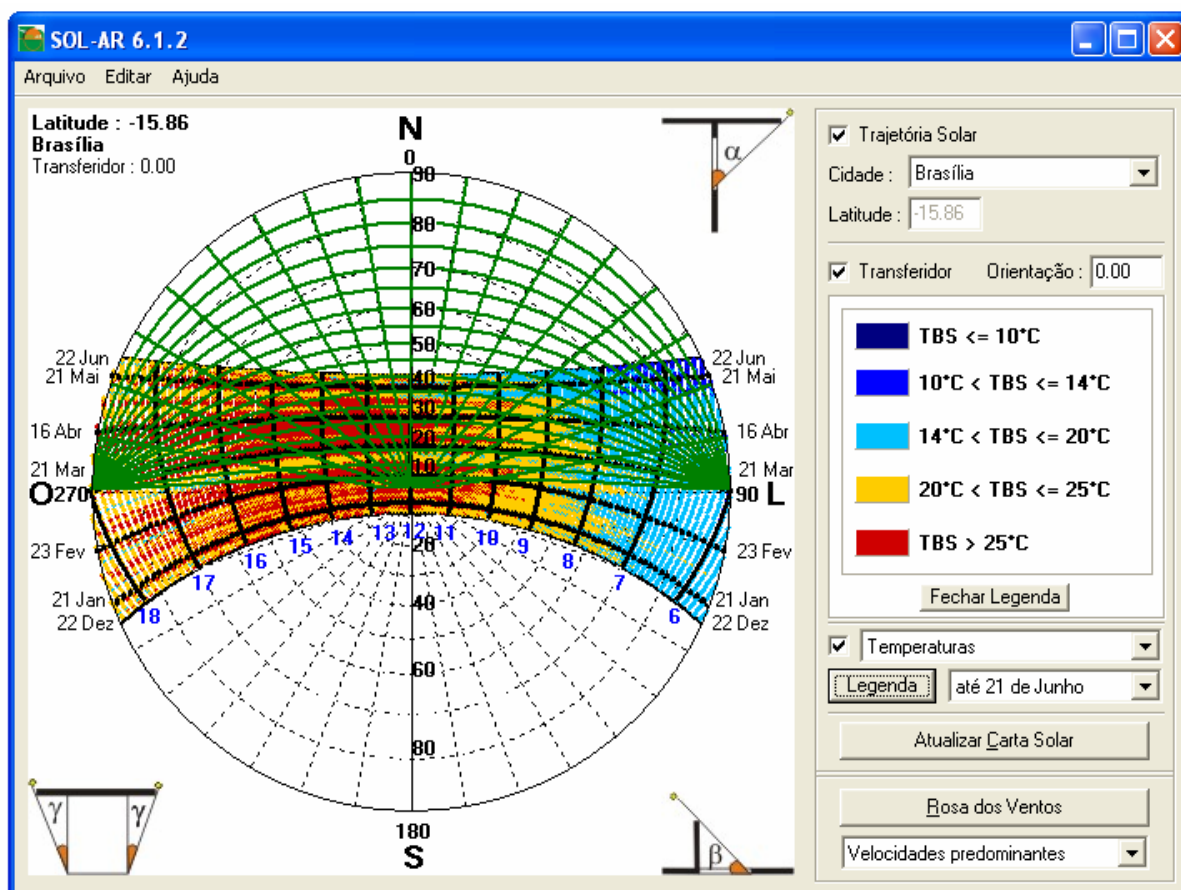 SOL-AR 6.1.2
Arquivo Editar Ajuda
Latitude : -15.86
Brasília
Transferidor : 0.00
N
0
90
80
70
60
50
40
30
20
10
α
22 Jun
21 Mai
16 Abr
21 Mar
O 270
23 Fev
21 Jan
22 Dez
22 Jun
21 Mai
16 Abr
21 Mar
90 L
23 Fev
21 Jan
22 Dez
18 17 16 15 14 13 12 11 10 9 8 7 6
20
40
60
80
180
S
γ γ
β
Trajetória Solar
Cidade : Brasília
Latitude : -15.86
Transferidor Orientação : 0.00
TBS <= 10°C
10°C < TBS <= 14°C
14°C < TBS <= 20°C
20°C < TBS <= 25°C
TBS > 25°C
Fechar Legenda
Temperaturas
Legenda até 21 de Junho
Atualizar Carta Solar
Rosa dos Ventos
Velocidades predominantes